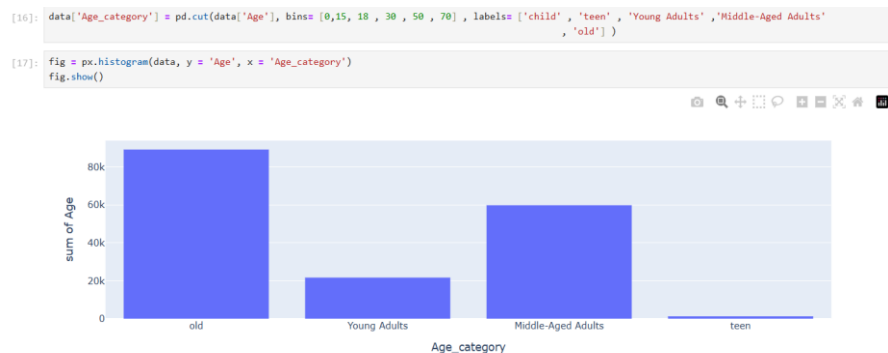 [16]: data['Age_category'] = pd.cut(data['Age'], bins= [0,15, 18 , 30 , 50 , 70] , labels= ['child' , 'teen' , 'Young Adults' ,'Middle-Aged Adults'
, 'old'] )
[17]: fig = px.histogram(data, y = 'Age', x = 'Age_category')
fig.show()
80k
60k
40k
20k
0
sum of Age
old Young Adults Middle-Aged Adults teen
Age_category